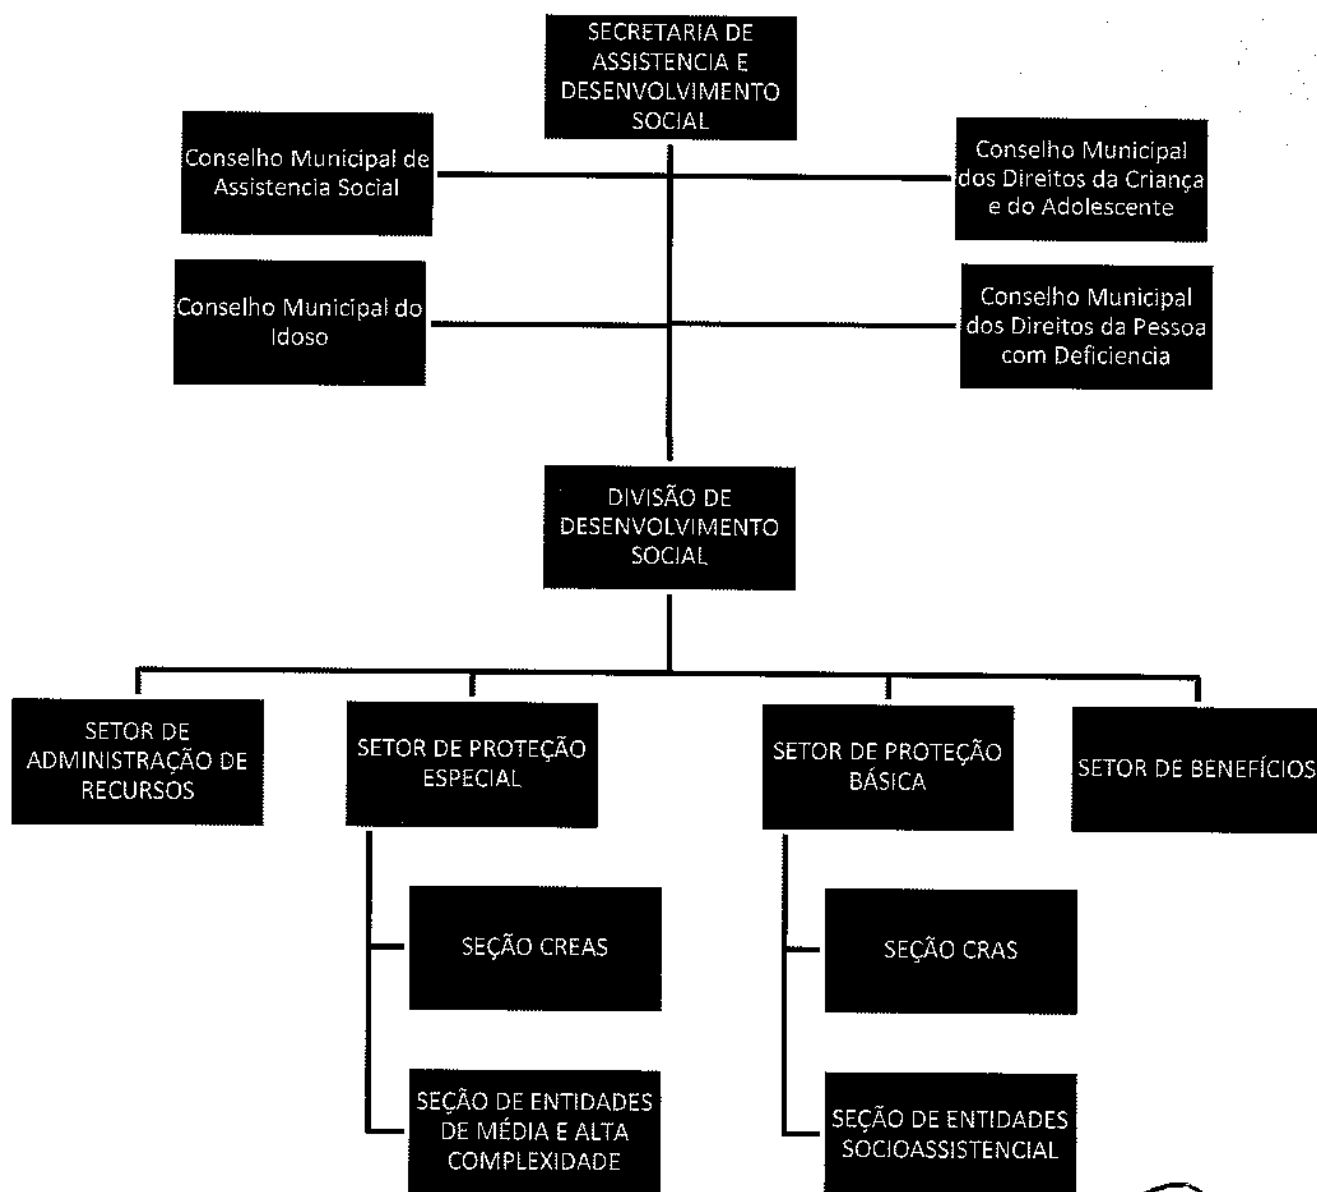 SECRETARIA DE
ASSISTENCIA E
DESENVOLVIMENTO
SOCIAL
Conselho Municipal de
Assistencia Social
Conselho Municipal
dos Direitos da Criança
e do Adolescente
Conselho Municipal do
Idoso
Conselho Municipal
dos Direitos da Pessoa
com Deficiencia
DIVISÃO DE
DESENVOLVIMENTO
SOCIAL
SETOR DE
ADMINISTRAÇÃO DE
RECURSOS
SETOR DE PROTEÇÃO
ESPECIAL
SETOR DE PROTEÇÃO
BÁSICA
SETOR DE BENEFÍCIOS
SEÇÃO CREAS
SEÇÃO CRAS
SEÇÃO DE ENTIDADES
DE MÉDIA E ALTA
COMPLEXIDADE
SEÇÃO DE ENTIDADES
SOCIOASSISTENCIAL